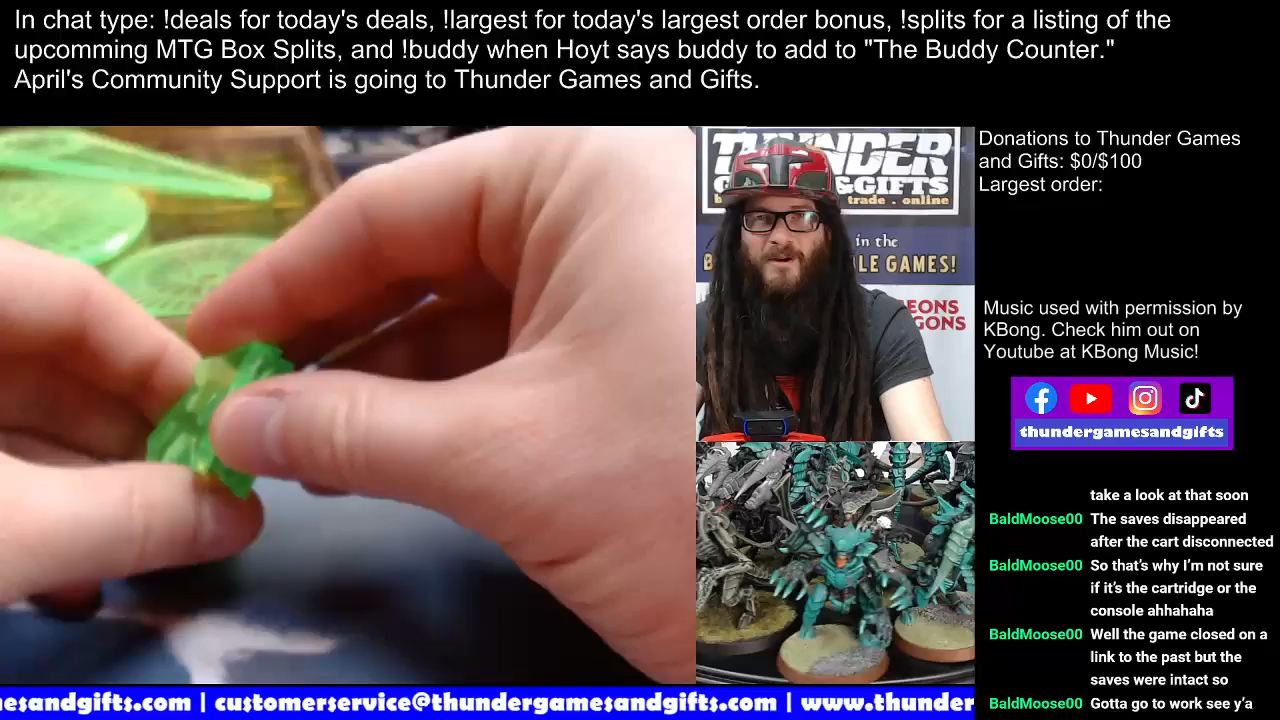 In chat type: !deals for today's deals, !largest for today's largest order bonus, !splits for a listing of the
upcomming MTG Box Splits, and !buddy when Hoyt says buddy to add to "The Buddy Counter."
April's Community Support is going to Thunder Games and Gifts.
THUNDER
&GIFTS
trade . online
in the
LE GAMES!
Donations to Thunder Games
and Gifts: $0/$100
Largest order:
Music used with permission by
KBong. Check him out on
Youtube at KBong Music!
thundergamesandgifts
take a look at that soon
BaldMoose00 The saves disappeared
after the cart disconnected
BaldMoose00 So that's why I'm not sure
if it's the cartridge or the
console ahhahaha
BaldMoose00 Well the game closed on a
link to the past but the
saves were intact so
BaldMoose00 Gotta go to work see y'a
esandgifts.com | customerservice@thundergamesandgifts.com | www.thunder